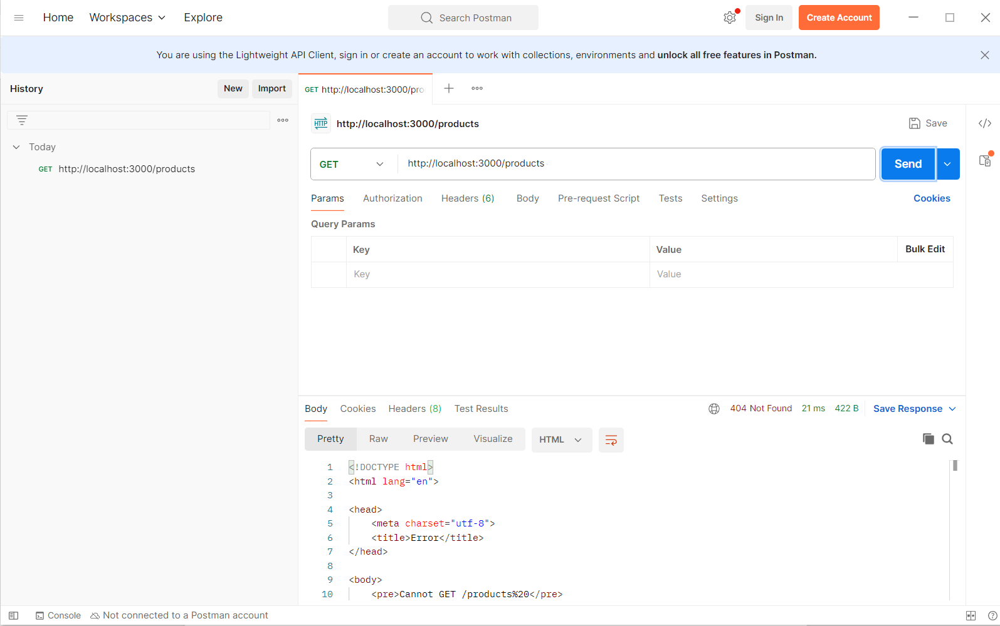 Home Workspaces Explore Search Postman Sign In Create Account
You are using the Lightweight API Client, sign in or create an account to work with collections, environments and unlock all free features in Postman.
History New Import
GET http://localhost:3000/pro
HTTP http://localhost:3000/products Save
Today
GET http://localhost:3000/products
GET http://localhost:3000/products Send
Params Authorization Headers (6) Body Pre-request Script Tests Settings Cookies
Query Params
Key Value Bulk Edit
Key Value
Body Cookies Headers (8) Test Results 404 Not Found 21 ms 422 B Save Response
Pretty Raw Preview Visualize HTML
1 <!DOCTYPE html>
2 <html lang="en">
3
4 <head>
5 <meta charset="utf-8">
6 <title>Error</title>
7 </head>
8
9 <body>
10 <pre>Cannot GET /products%20</pre>
Console Not connected to a Postman account